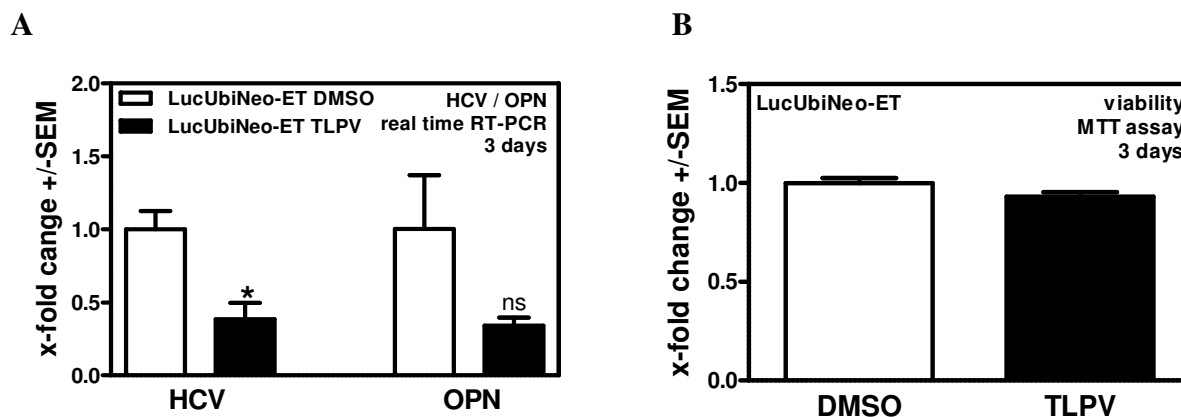 A
x-fold cange +/-SEM
2.0
1.5
1.0
0.5
0.0
LucUbiNeo-ET DMSO
LucUbiNeo-ET TLPV
HCV / OPN
real time RT-PCR
3 days
*
ns
HCV
OPN
B
x-fold change +/-SEM
1.5
1.0
0.5
0.0
LucUbiNeo-ET
viability
MTT assay
3 days
DMSO
TLPV